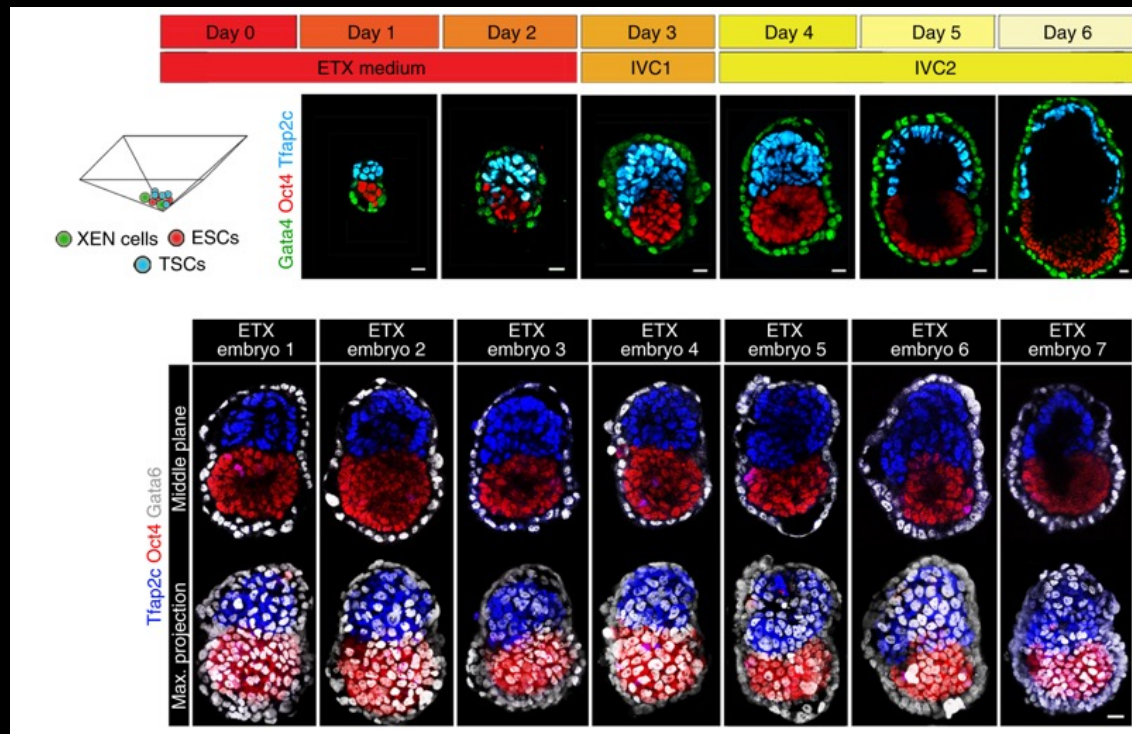 Day 0 Day 1 Day 2 Day 3 Day 4 Day 5 Day 6
ETX medium IVC1 IVC2
Gata4 Oct4 Tfap2c
XEN cells ESCs
TSCs
ETX embryo 1
ETX embryo 2
ETX embryo 3
ETX embryo 4
ETX embryo 5
ETX embryo 6
ETX embryo 7
Tfap2c Oct4 Gata6
Middle plane
Max. projection